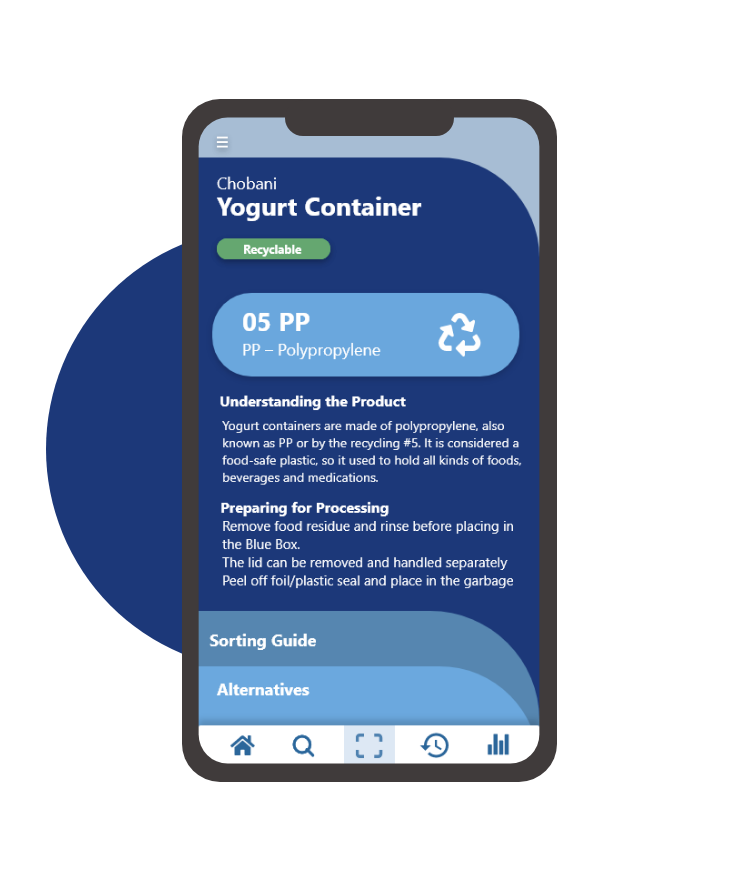 Chobani
Yogurt Container
Recyclable
05 PP
PP – Polypropylene
Understanding the Product
Yogurt containers are made of polypropylene, also
known as PP or by the recycling #5. It is considered a
food-safe plastic, so it used to hold all kinds of foods,
beverages and medications.
Preparing for Processing
Remove food residue and rinse before placing in
the Blue Box.
The lid can be removed and handled separately
Peel off foil/plastic seal and place in the garbage
Sorting Guide
Alternatives